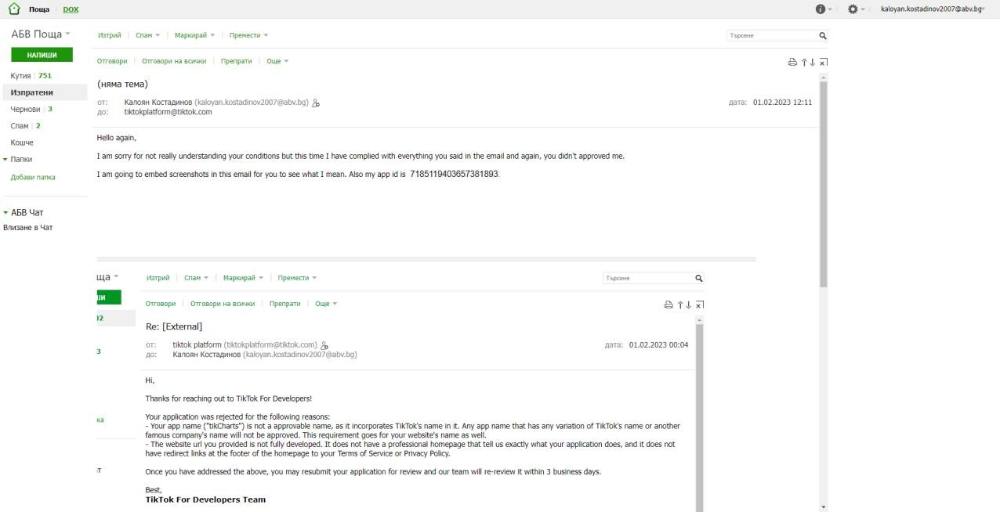 Поща DOX kaloyan.kostadinov2007@abv.bg
АБВ Поща
НАПИШИ
Кутия 751
Изпратени
Чернови 3
Спам 2
Кошче
Папки
Добави папка
АБВ Чат
Влизане в Чат
Изтрий Спам Маркирай Премести Търсене
Отговори Отговори на всички Препрати Още
(няма тема)
от: Калоян Костадинов (kaloyan.kostadinov2007@abv.bg) дата: 01.02.2023 12:11
до: tiktokplatform@tiktok.com
Hello again,
I am sorry for not really understanding your conditions but this time I have complied with everything you said in the email and again, you didn't approved me.
I am going to embed screenshots in this email for you to see what I mean. Also my app id is 7185119403657381893.
ща Изтрий Спам Маркирай Премести Търсене
ШИ Отговори Отговори на всички Препрати Още
02
3
ка
т
Re: [External]
от: tiktok platform (tiktokplatform@tiktok.com) дата: 01.02.2023 00:04
до: Калоян Костадинов (kaloyan.kostadinov2007@abv.bg)
Hi,
Thanks for reaching out to TikTok For Developers!
Your application was rejected for the following reasons:
- Your app name ("tikCharts") is not a approvable name, as it incorporates TikTok's name in it. Any app name that has any variation of TikTok's name or another
famous company's name will not be approved. This requirement goes for your website's name as well.
- The website url you provided is not fully developed. It does not have a professional homepage that tell us exactly what your application does, and it does not
have redirect links at the footer of the homepage to your Terms of Service or Privacy Policy.
Once you have addressed the above, you may resubmit your application for review and our team will re-review it within 3 business days.
Best,
TikTok For Developers Team